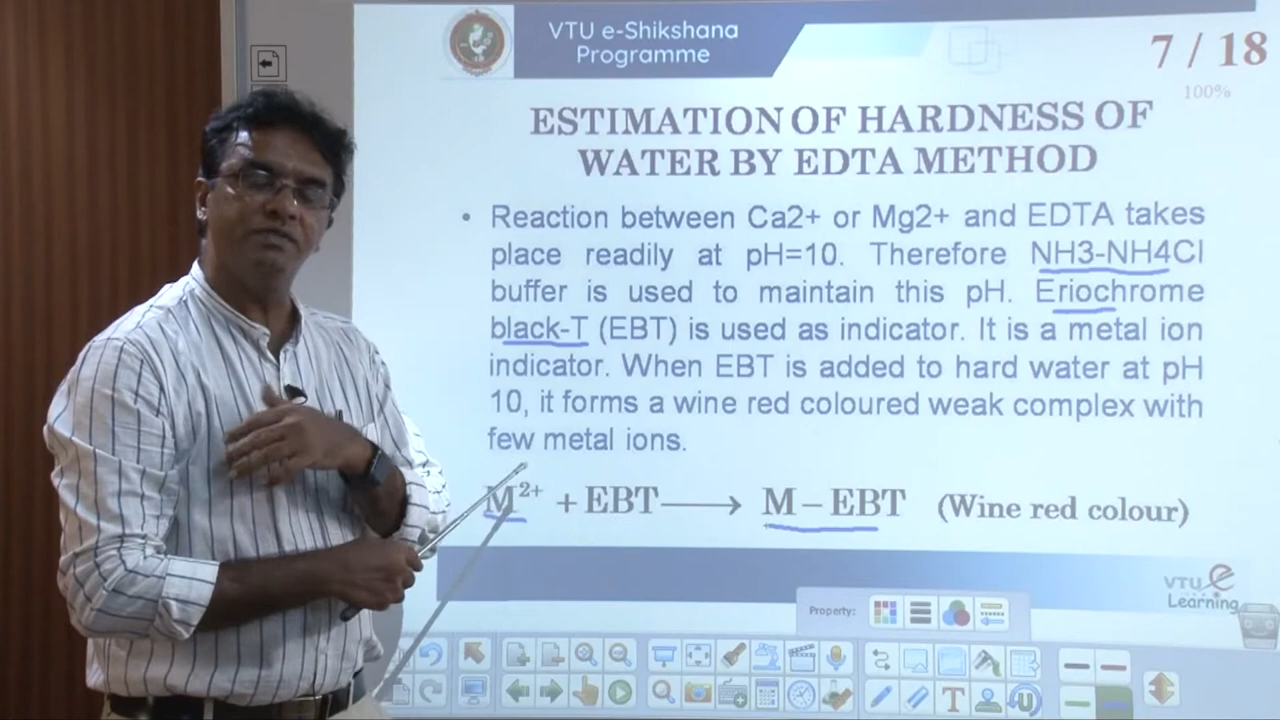 VTU e-Shikshana
Programme
7 / 18
100%
ESTIMATION OF HARDNESS OF
WATER BY EDTA METHOD
• Reaction between Ca2+ or Mg2+ and EDTA takes
place readily at pH=10. Therefore NH3-NH4Cl
buffer is used to maintain this pH. Eriochrome
black-T (EBT) is used as indicator. It is a metal ion
indicator. When EBT is added to hard water at pH
10, it forms a wine red coloured weak complex with
few metal ions.
M²⁺ + EBT ⟶ M – EBT (Wine red colour)
VTU e
Learning
Property:
T